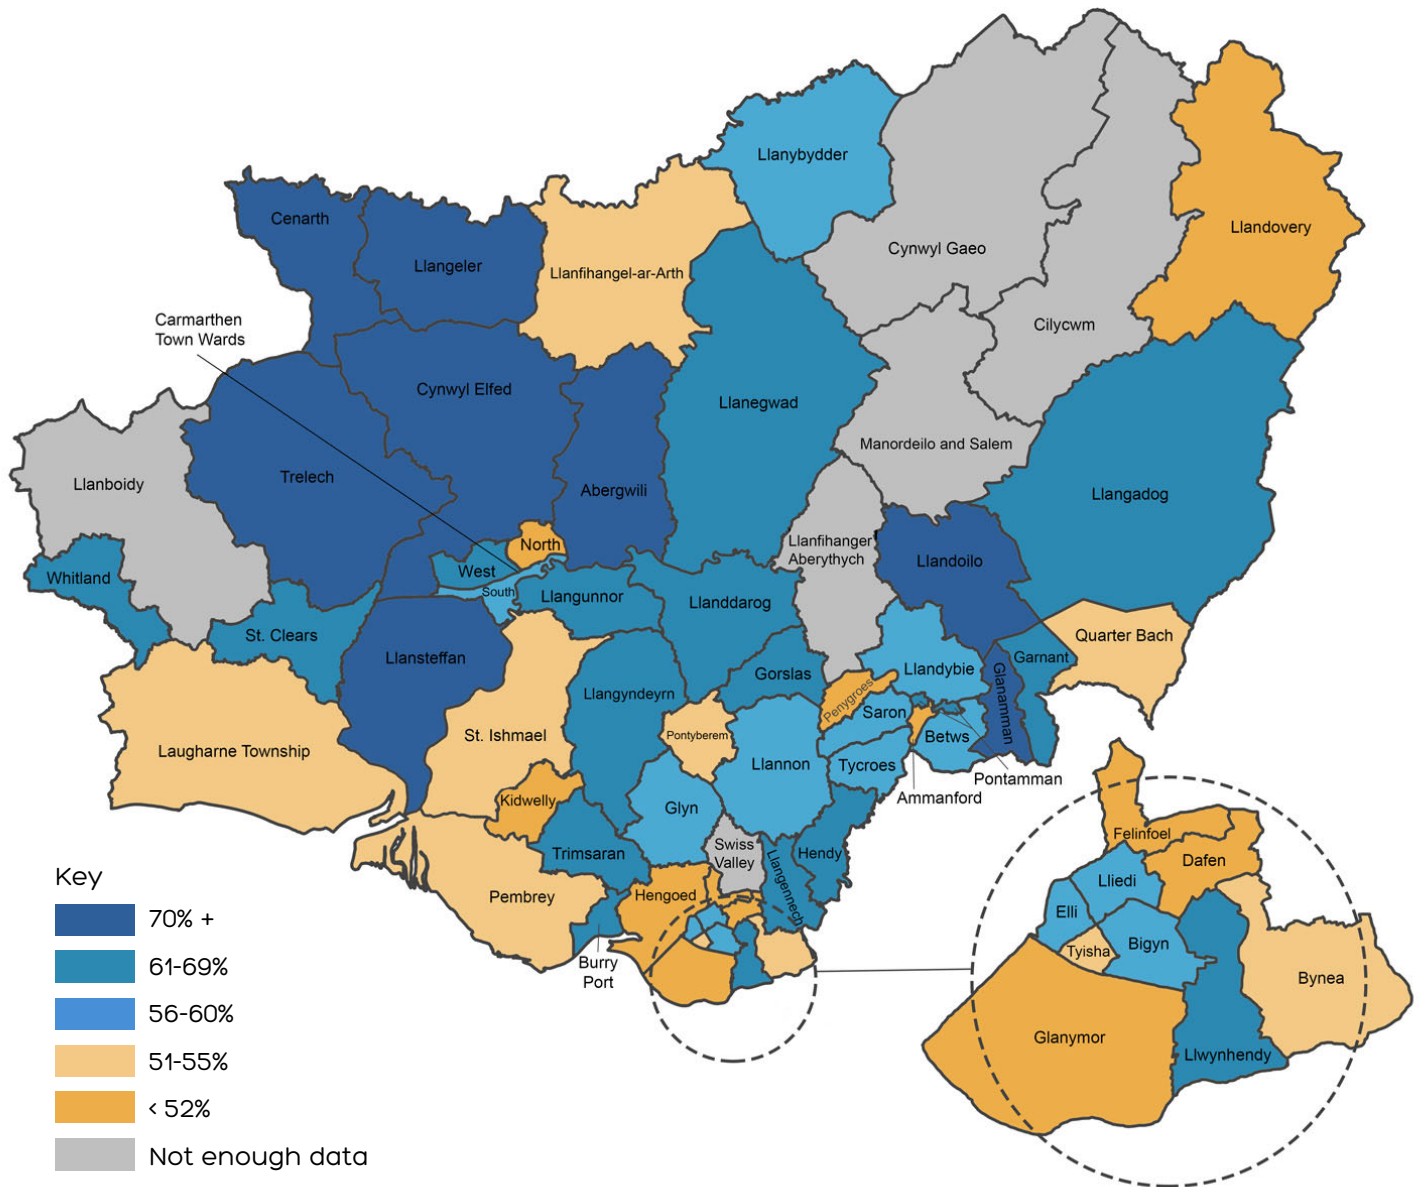 Llanybydder
Cenarth
Llandovery
Cynwyl Gaeo
Llangeler
Llanfihangel-ar-Arth
Carmarthen
Town Wards
Cilycwm
Cynwyl Elfed
Llanegwad
Manordeilo and Salem
Trelech
Llanboidy
Abergwili
Llangadog
North
Llanfihanger
Aberythych
Llandoilo
West
Whitland
South
Llangunnor
Llanddarog
St. Clears
Quarter Bach
Llansteffan
Garnant
Llandybie
Gorslas
Glanamman
Llangyndeyrn
Penygroes
Saron
St. Ishmael
Pontyberem
Betws
Laugharne Township
Llannon
Tycroes
Pontamman
Ammanford
Kidwelly
Glyn
Felinfoel
Swiss
Valley
Trimsaran
Hendy
Dafen
Llangennech
Lliedi
Key
Pembrey
Hengoed
Elli
70% +
Bigyn
Tyisha
61-69%
Burry
Port
Bynea
56-60%
Glanymor
Llwynhendy
51-55%
< 52%
Not enough data